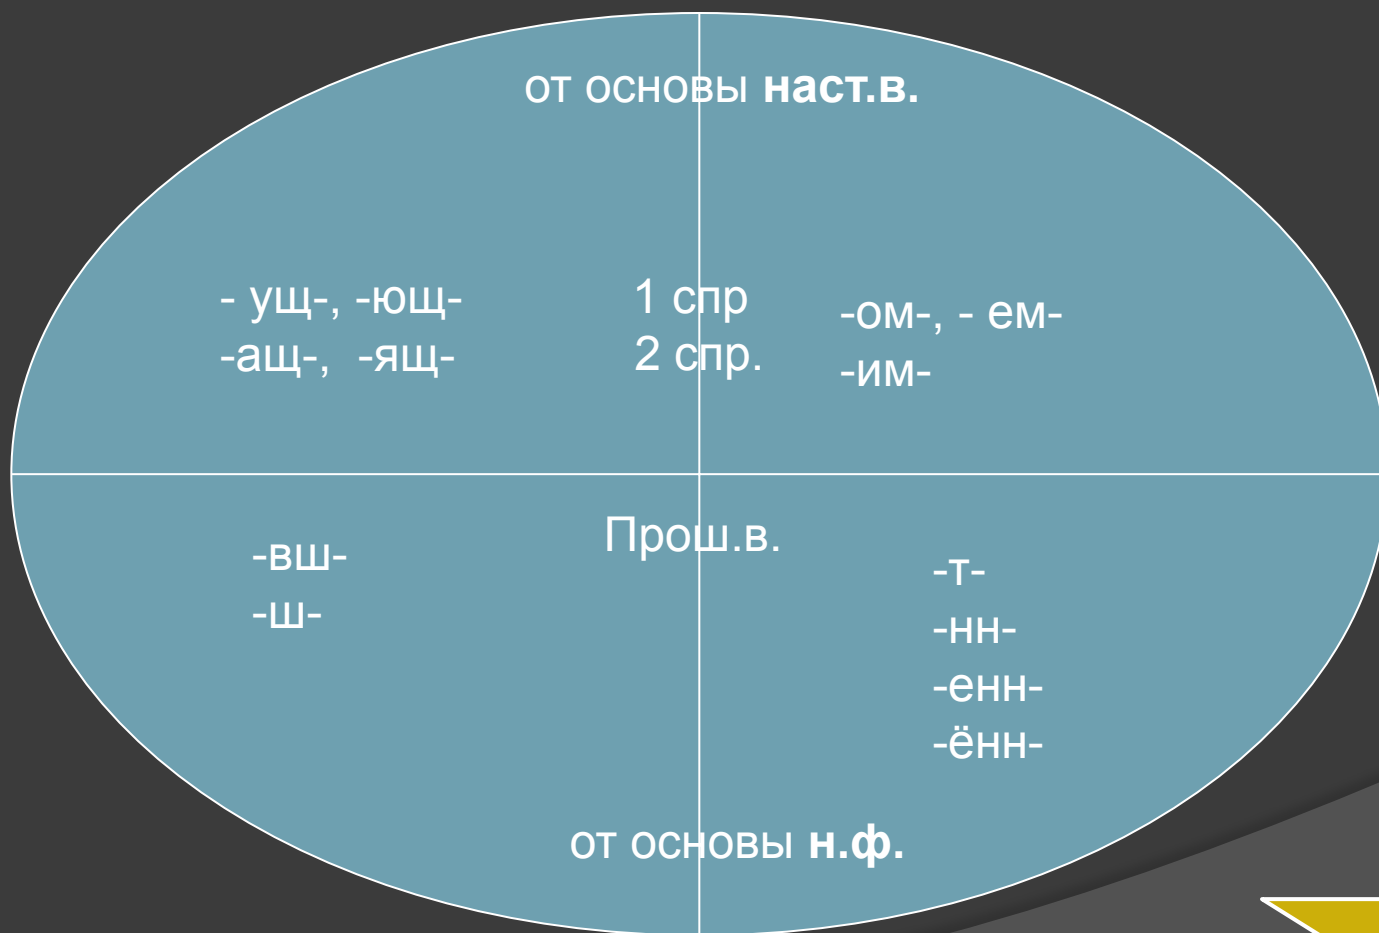 от основы наст.в.
- ущ-, -ющ-
-ащ-, -ящ-
1 спр
2 спр.
-ом-, - ем-
-им-
Прош.в.
-вш-
-ш-
-т-
-нн-
-енн-
-ённ-
от основы н.ф.